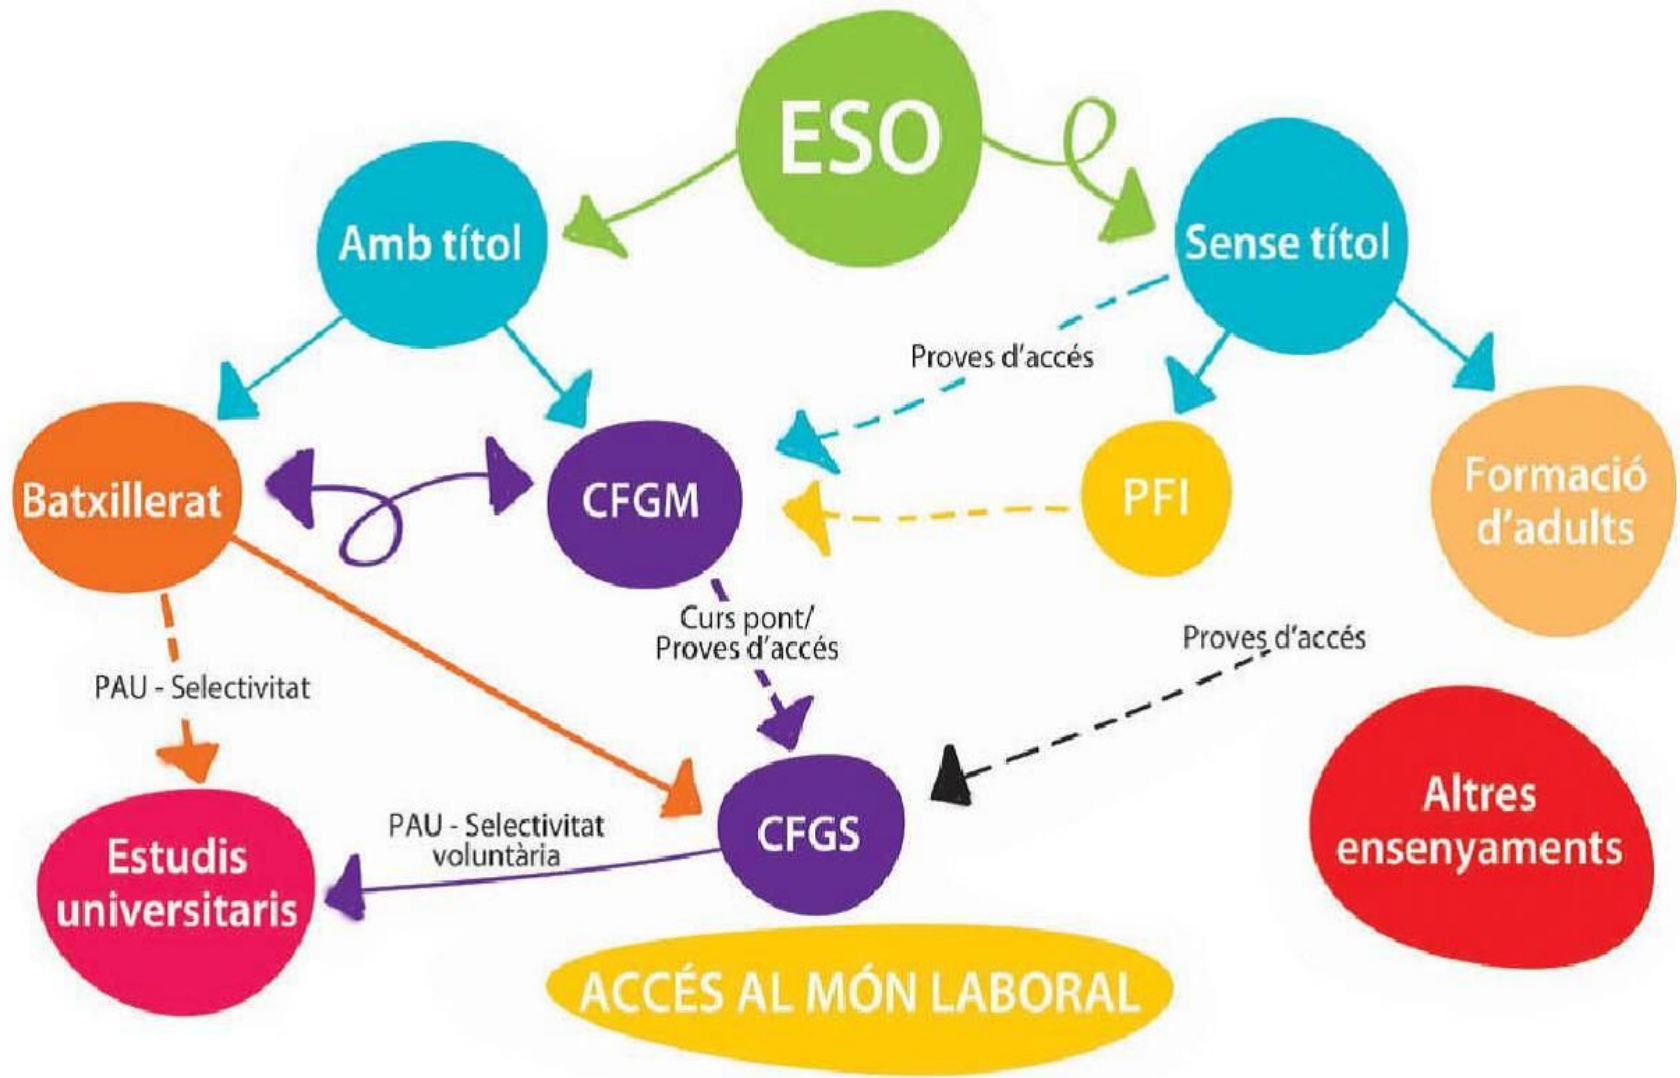 ESO
Amb títol
Sense títol
Proves d'accés
Batxillerat
CFGM
PFI
Formació
d'adults
Curs pont/
Proves d'accés
Proves d'accés
PAU - Selectivitat
Altres
ensenyaments
PAU - Selectivitat
voluntària
CFGS
Estudis
universitaris
ACCÉS AL MÓN LABORAL